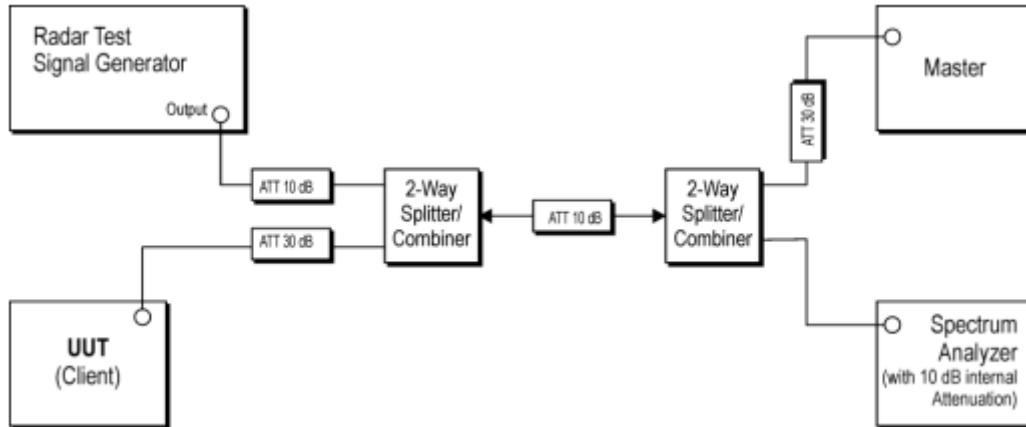 Radar Test
Signal Generator
Output
ATT 10 dB
ATT 30 dB
2-Way
Splitter/
Combiner
ATT 10 dB
2-Way
Splitter/
Combiner
ATT 30 dB
Master
UUT
(Client)
Spectrum
Analyzer
(with 10 dB internal
Attenuation)